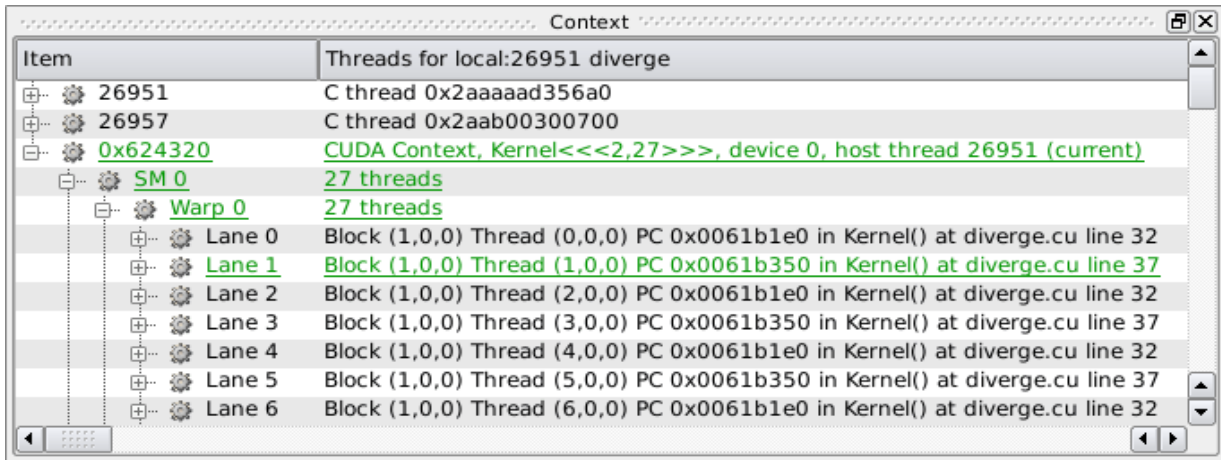 Context
Item Threads for local:26951 diverge
26951 C thread 0x2aaaaad356a0
26957 C thread 0x2aab00300700
0x624320 CUDA Context, Kernel<<<2,27>>>, device 0, host thread 26951 (current)
SM 0 27 threads
Warp 0 27 threads
Lane 0 Block (1,0,0) Thread (0,0,0) PC 0x0061b1e0 in Kernel() at diverge.cu line 32
Lane 1 Block (1,0,0) Thread (1,0,0) PC 0x0061b350 in Kernel() at diverge.cu line 37
Lane 2 Block (1,0,0) Thread (2,0,0) PC 0x0061b1e0 in Kernel() at diverge.cu line 32
Lane 3 Block (1,0,0) Thread (3,0,0) PC 0x0061b350 in Kernel() at diverge.cu line 37
Lane 4 Block (1,0,0) Thread (4,0,0) PC 0x0061b1e0 in Kernel() at diverge.cu line 32
Lane 5 Block (1,0,0) Thread (5,0,0) PC 0x0061b350 in Kernel() at diverge.cu line 37
Lane 6 Block (1,0,0) Thread (6,0,0) PC 0x0061b1e0 in Kernel() at diverge.cu line 32